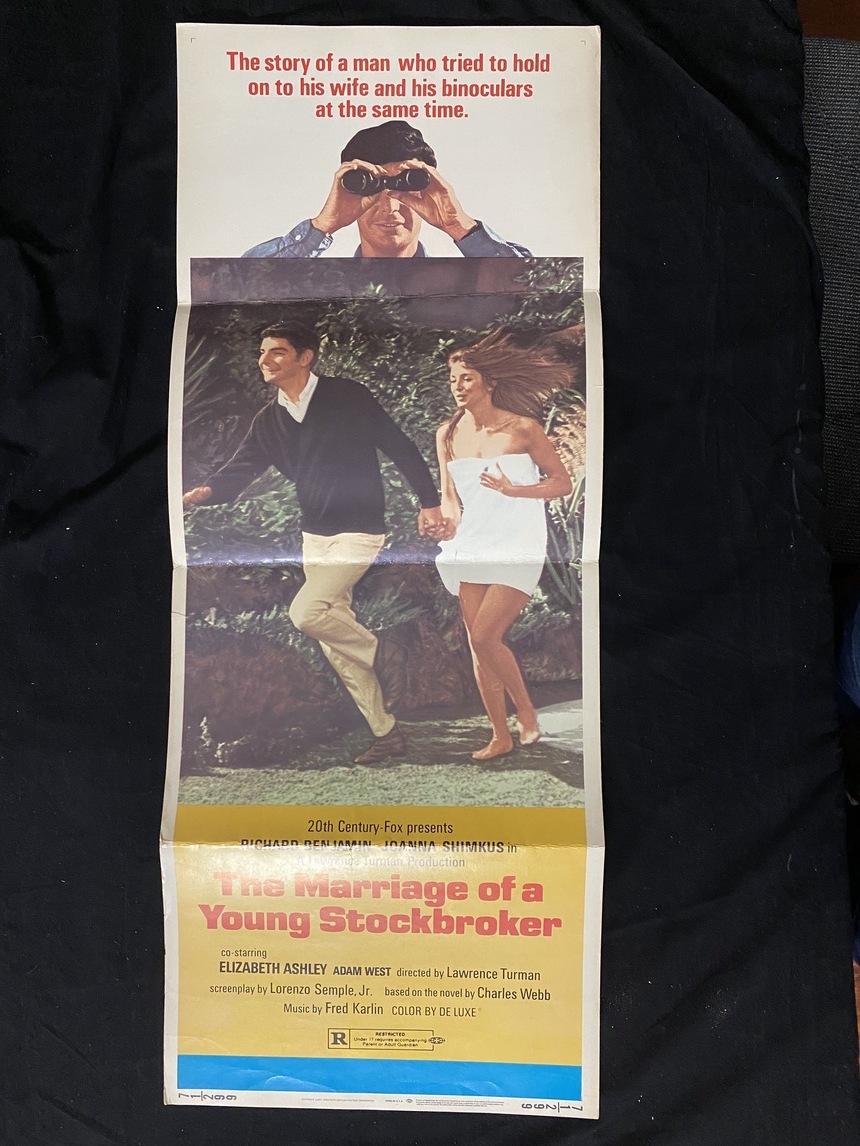 The story of a man who tried to hold
on to his wife and his binoculars
at the same time.
20th Century-Fox presents
RICHARD BENJAMIN JOANNA SHIMKUS in
a Lawrence Turman Production
The Marriage of a
Young Stockbroker
co-starring
ELIZABETH ASHLEY ADAM WEST directed by Lawrence Turman
screenplay by Lorenzo Semple, Jr. based on the novel by Charles Webb
Music by Fred Karlin COLOR BY DE LUXE®
R RESTRICTED
Under 17 requires accompanying
Parent or Adult Guardian
71/299
71/299